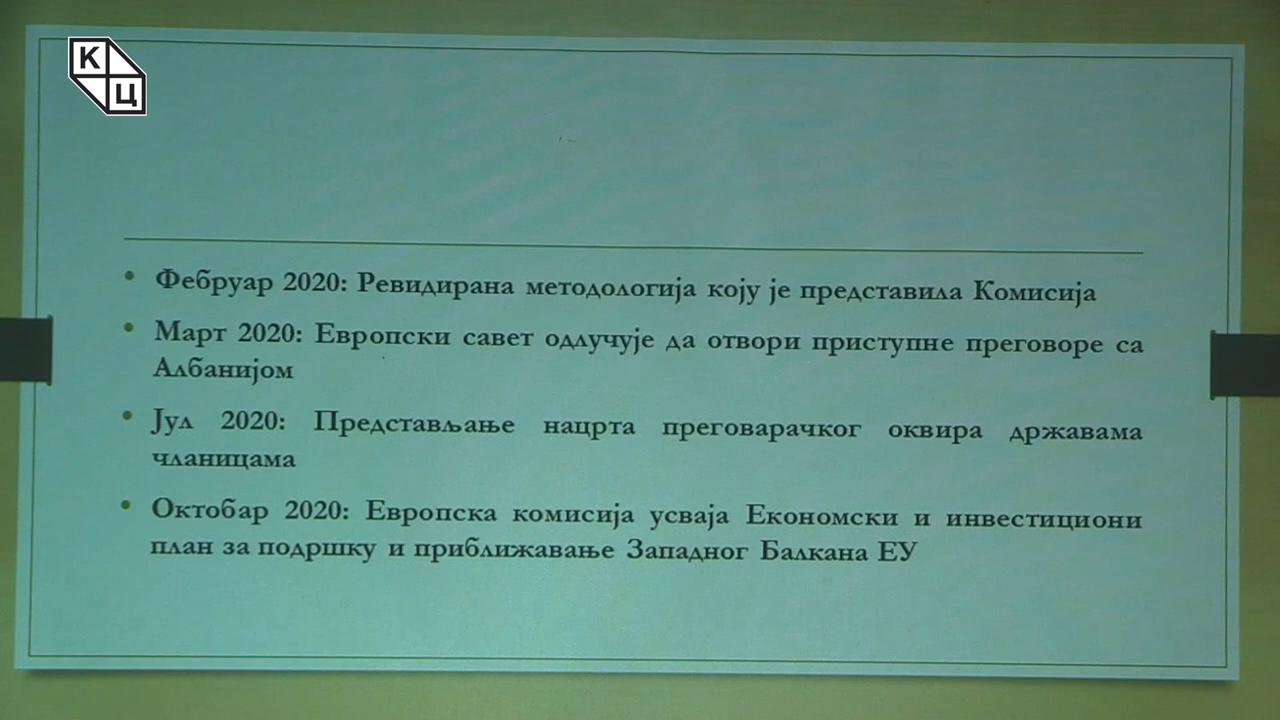 К
Ц
• Фебруар 2020: Ревидирана методологија коју је представила Комисија
• Март 2020: Европски савет одлучује да отвори приступне преговоре са
Албанијом
• Јул 2020: Представљање нацрта преговарачког оквира државама
чланицама
• Октобар 2020: Европска комисија усваја Економски и инвестициони
план за подршку и приближавање Западног Балкана ЕУ